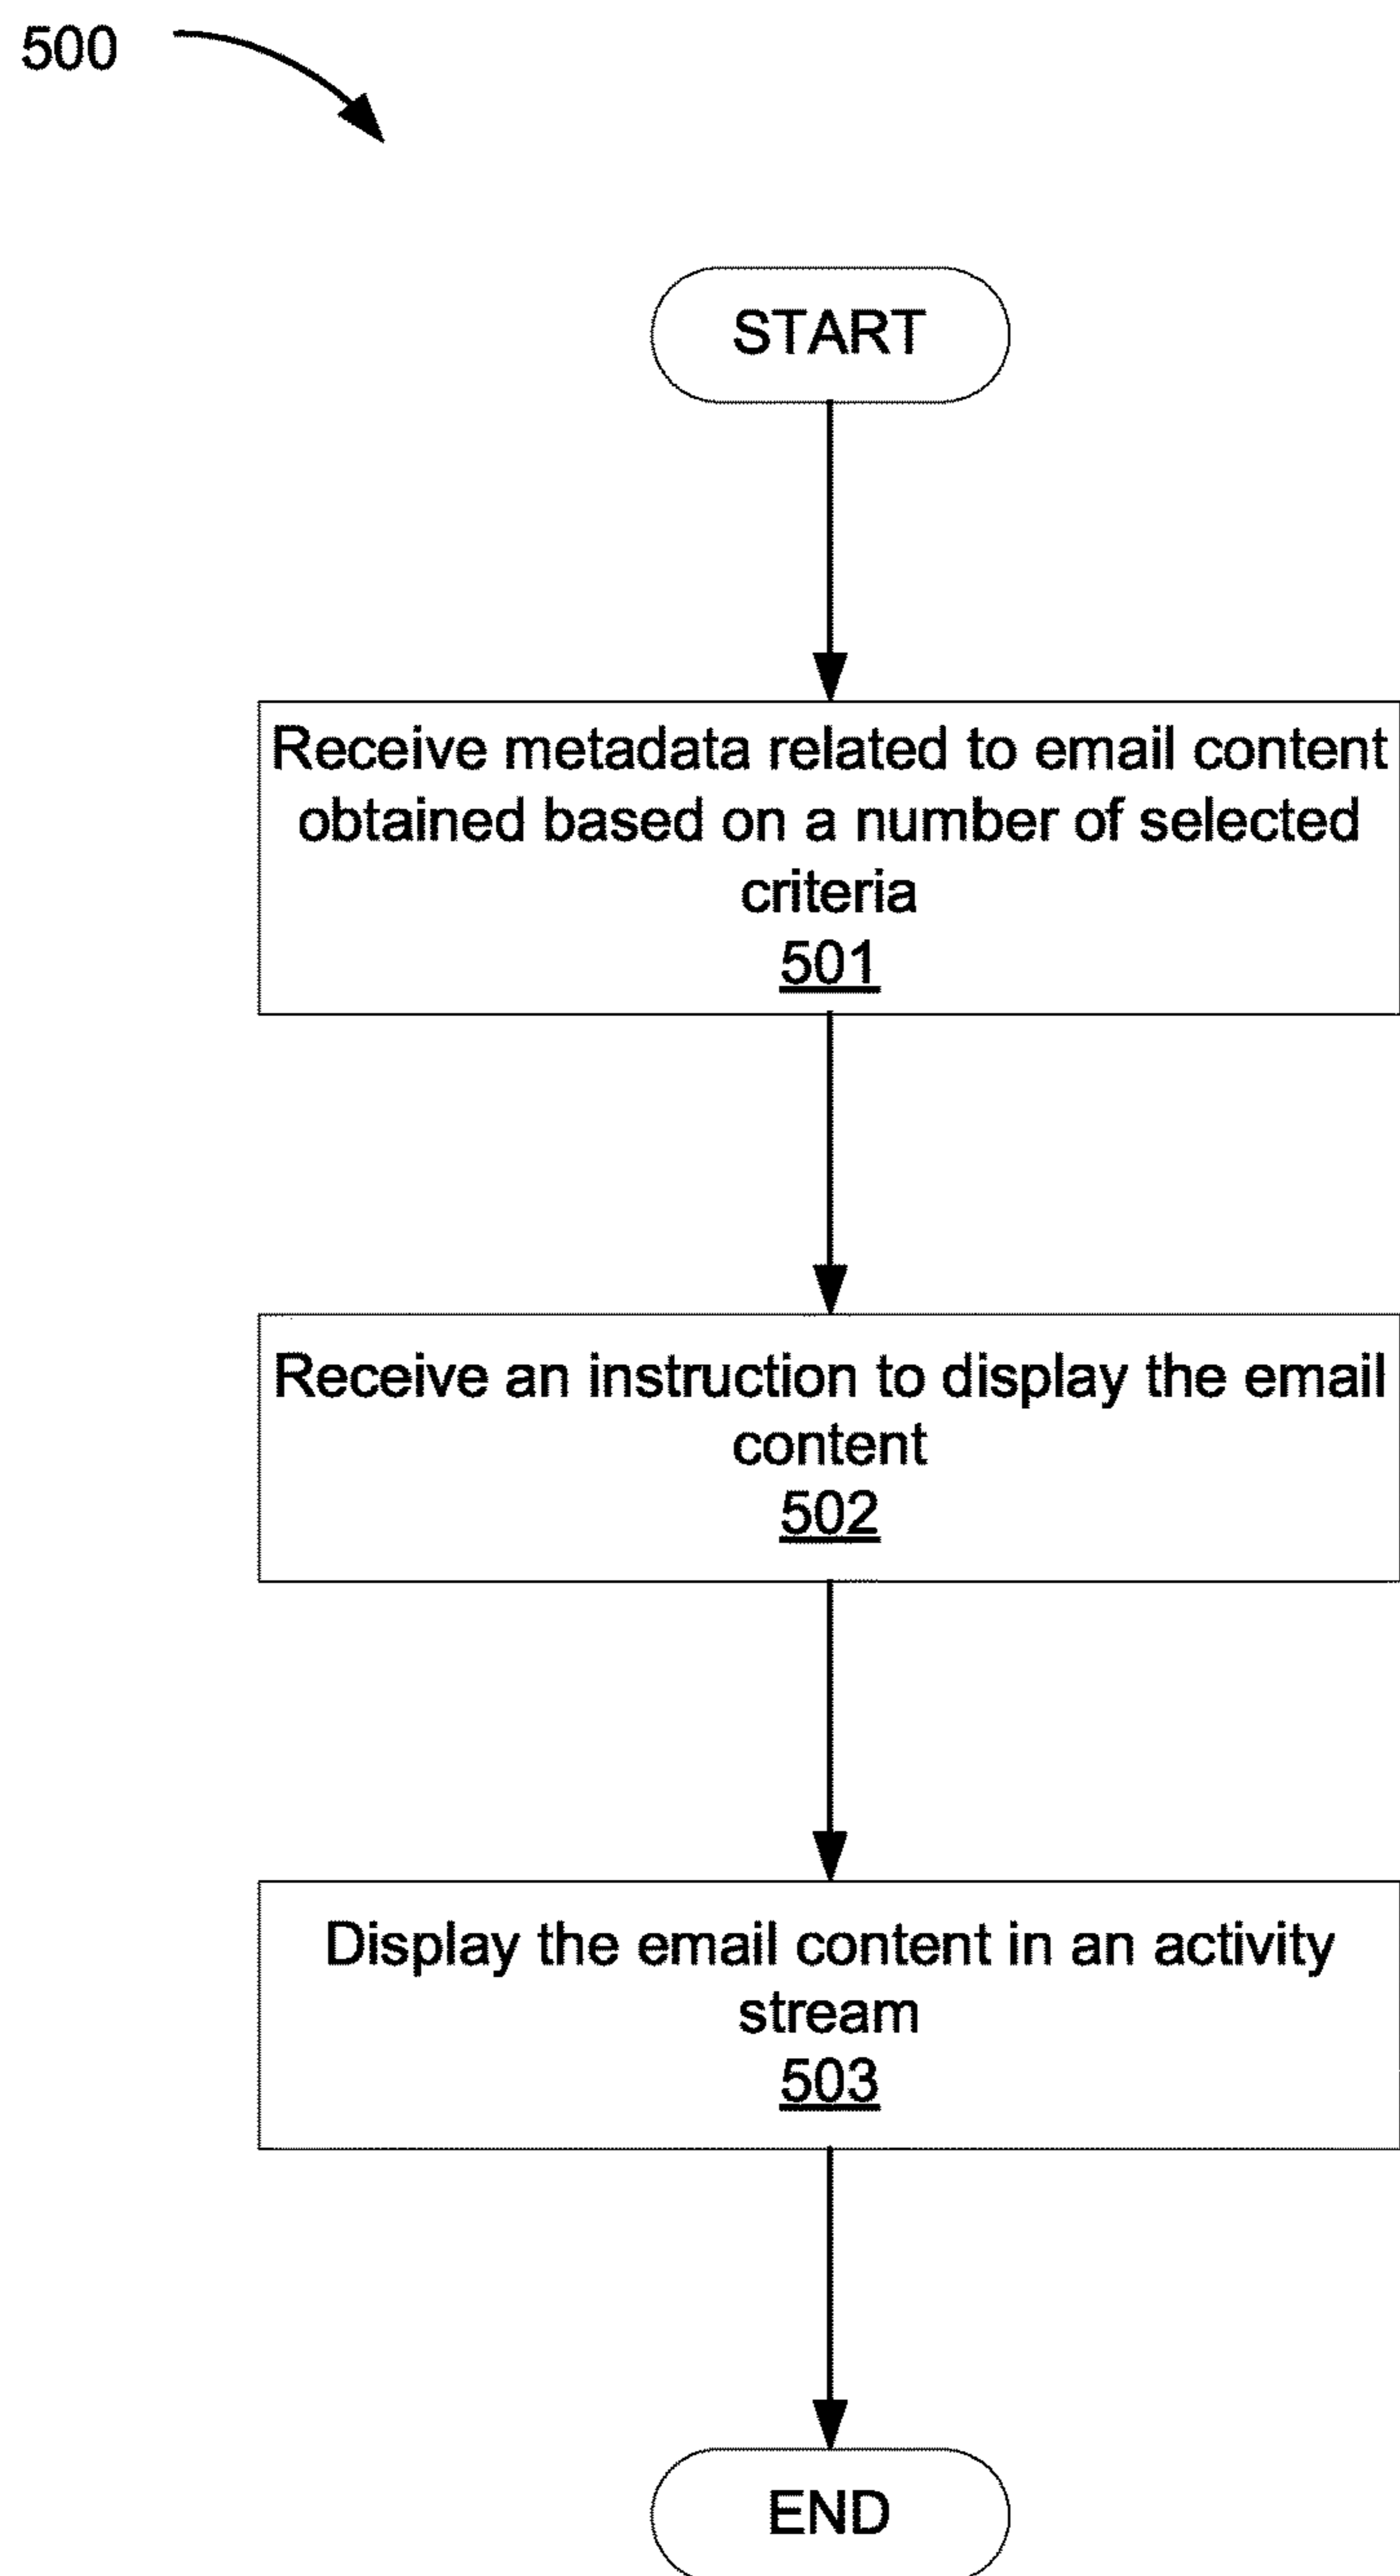 500
START
Receive metadata related to email content
obtained based on a number of selected
criteria
501
Receive an instruction to display the email
content
502
Display the email content in an activity
stream
503
END